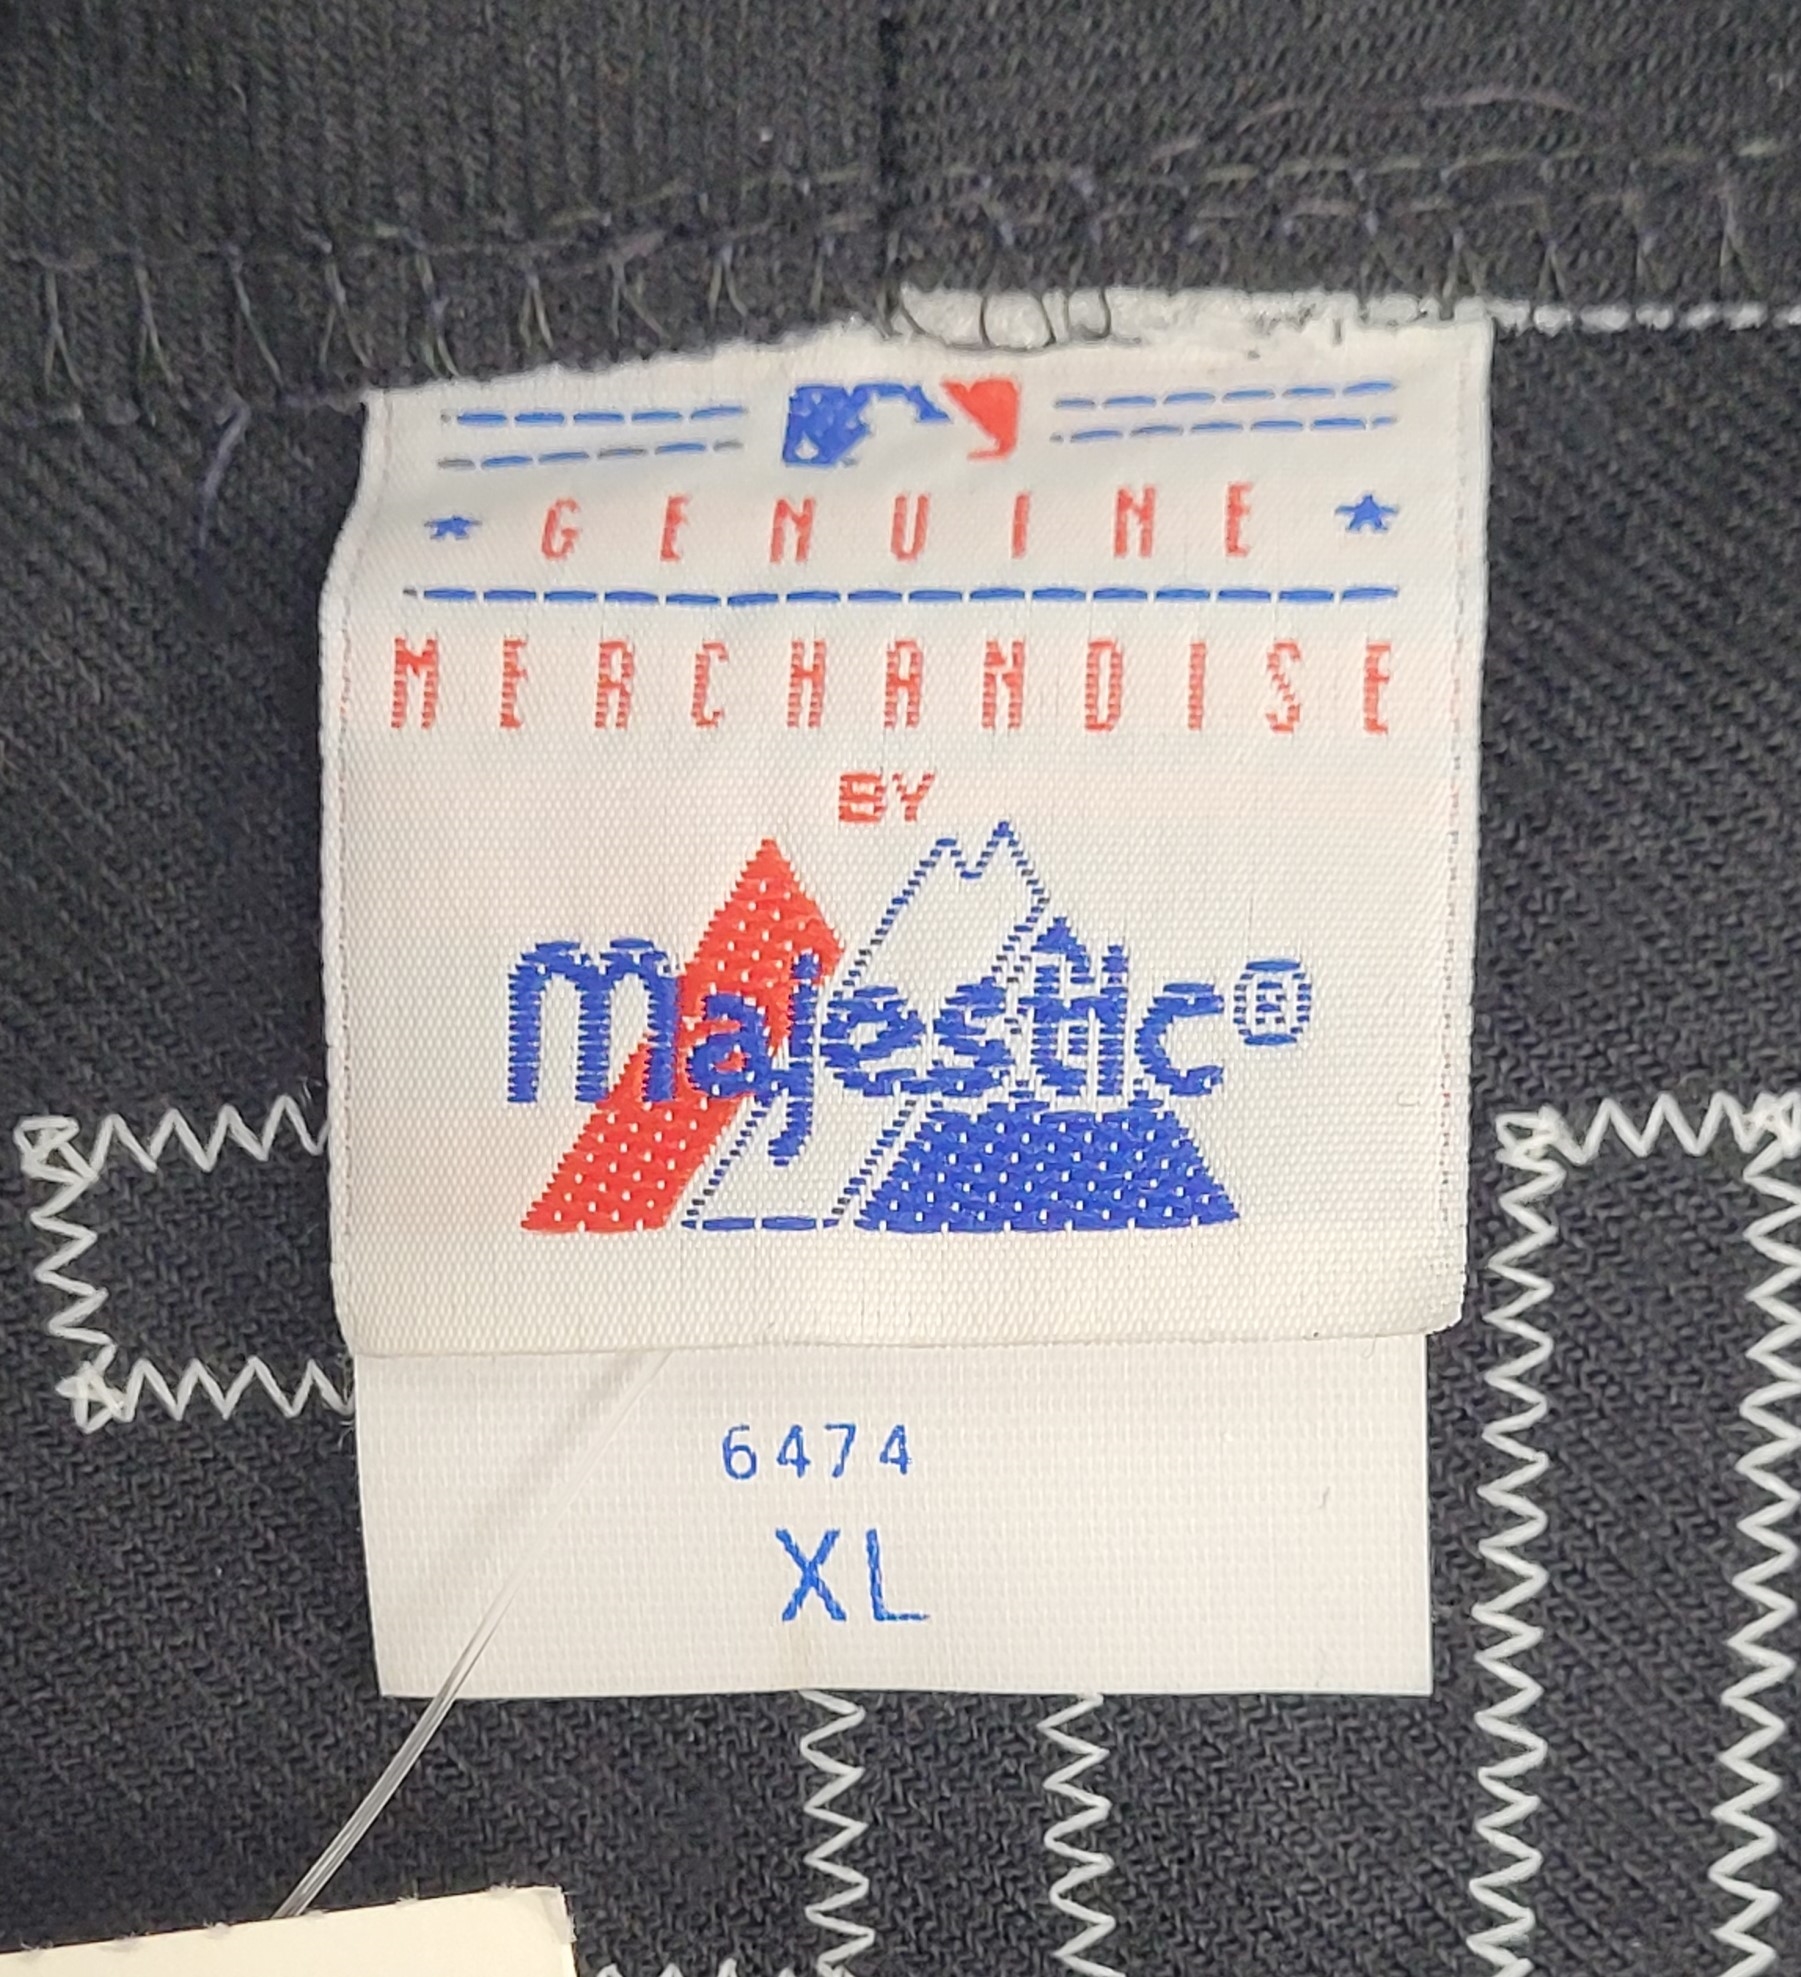 GENUINE
MERCHANDISE
BY
majestic®
6474
XL